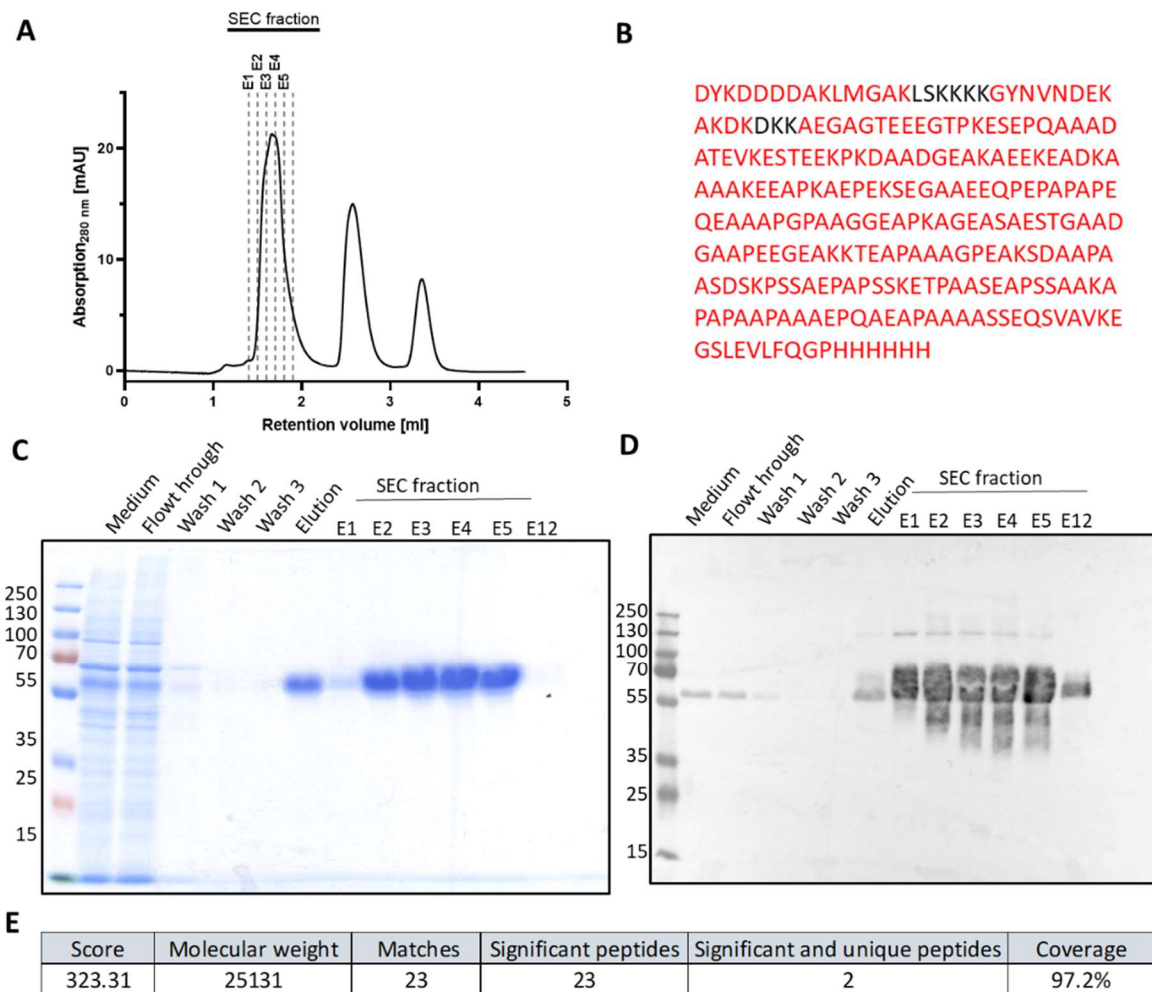 A
SEC fraction
E1
E2
E3
E4
E5
Absorption280 nm [mAU]
20
10
0
0 1 2 3 4 5
Retention volume [ml]
B
DYKDDDDAKLMGAKLSKKKKGYNVNDEK
AKDKDKKAEGAGTEEEGTPKESEPQAAAD
ATEVKESTEEKPKDAADGEAKAEEKEADKA
AAAKEEAPKAEPEKSEGAAEEQPEPAPAPE
QEAAAPGPAAGGEAPKAGEASAESTGAAD
GAAPEEGEAKKTEAPAAAGPEAKSDAAPA
ASDSKPSSAEPAPSSKETPAASEAPSSAAKA
PAPAAPAAAEPQAEAPAAAASSEQSVAVKE
GSLEVLFQGPHHHHHH
C
Medium
Flowt through
Wash 1
Wash 2
Wash 3
Elution
SEC fraction
E1 E2 E3 E4 E5 E12
250
130
100
70
55
35
25
15
D
Medium
Flow through
Wash 1
Wash 2
Wash 3
Elution
SEC fraction
E1 E2 E3 E4 E5 E12
250
130
100
70
55
35
25
15
E
Score Molecular weight Matches Significant peptides Significant and unique peptides Coverage
323.31 25131 23 23 2 97.2%